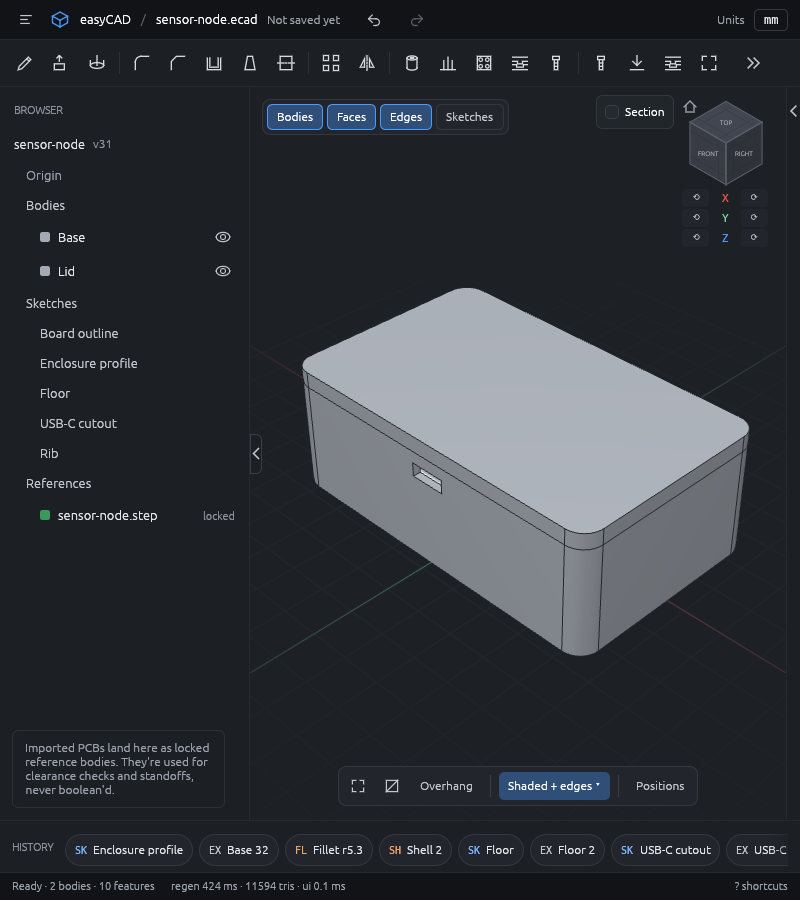 easyCAD / sensor-node.ecad Not saved yet
Units mm
BROWSER
sensor-node v31
Origin
Bodies
Base
Lid
Sketches
Board outline
Enclosure profile
Floor
USB-C cutout
Rib
References
sensor-node.step locked
Imported PCBs land here as locked
reference bodies. They're used for
clearance checks and standoffs,
never boolean'd.
Bodies Faces Edges Sketches
Section
TOP
FRONT RIGHT
X
Y
Z
Overhang Shaded + edges Positions
HISTORY SK Enclosure profile EX Base 32 FL Fillet r5.3 SH Shell 2 SK Floor EX Floor 2 SK USB-C cutout EX USB-C
Ready · 2 bodies · 10 features regen 424 ms · 11594 tris · ui 0.1 ms ? shortcuts